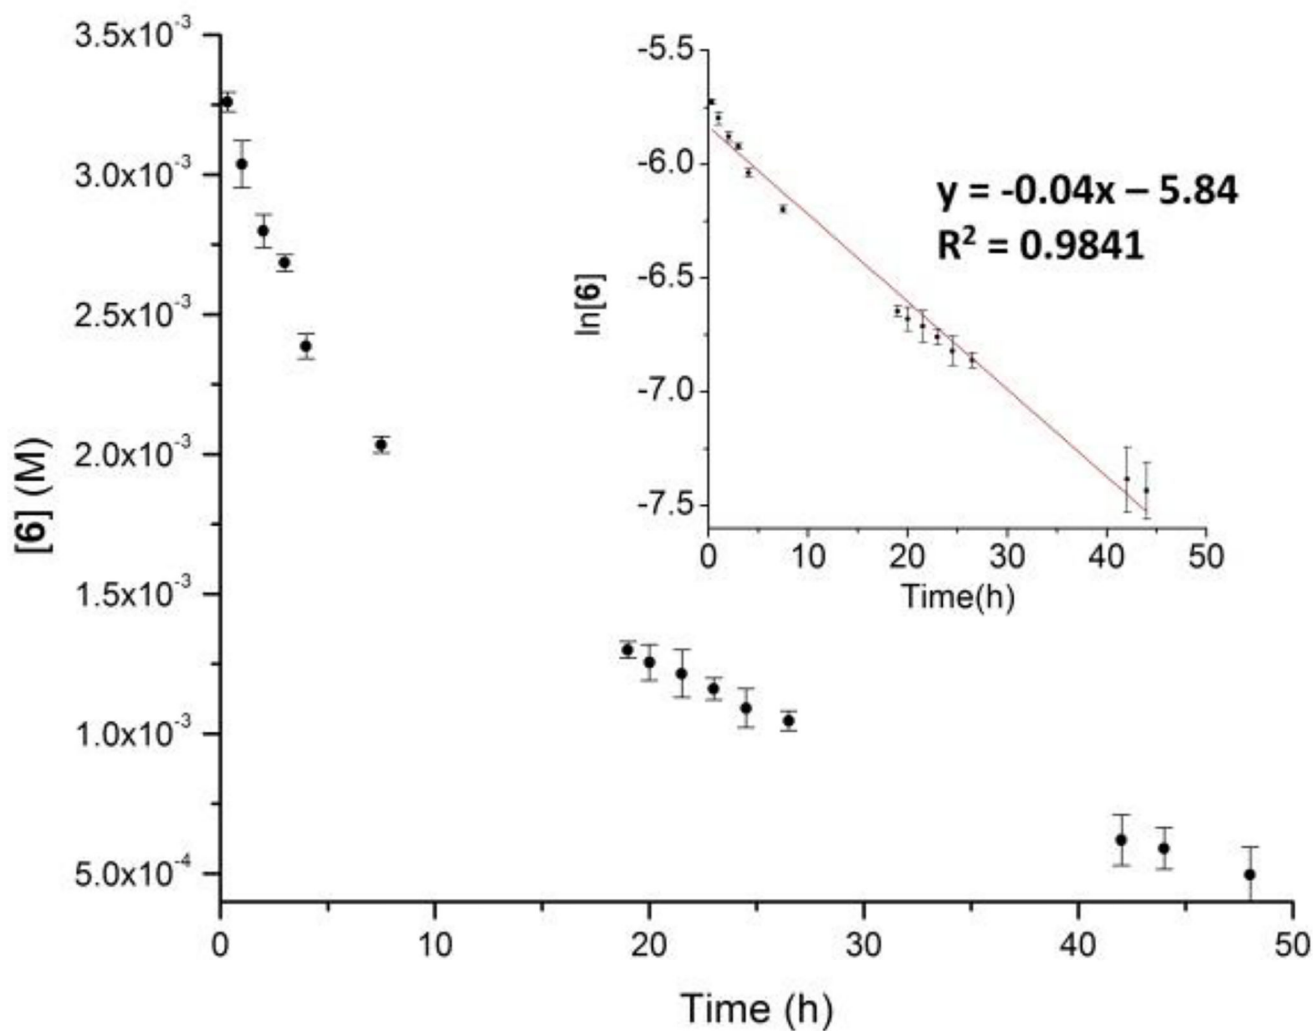 3.5x10⁻³
3.0x10⁻³
2.5x10⁻³
2.0x10⁻³
1.5x10⁻³
1.0x10⁻³
5.0x10⁻⁴
[6] (M)
0 10 20 30 40 50
Time (h)
-5.5
-6.0
-6.5
-7.0
-7.5
ln[6]
y = -0.04x – 5.84
R² = 0.9841
0 10 20 30 40 50
Time(h)